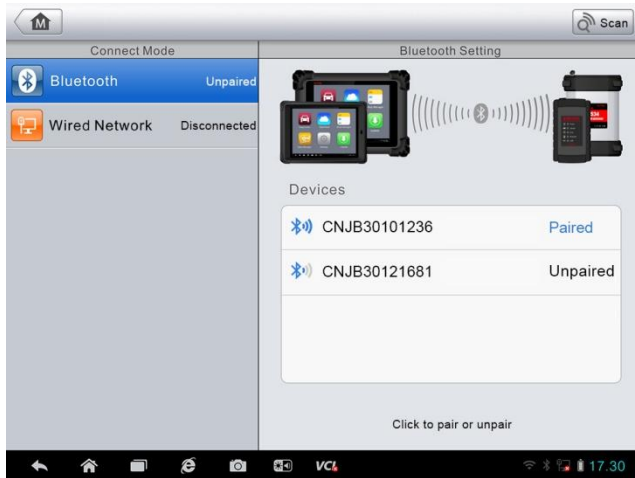 M
Scan
Connect Mode
Bluetooth Setting
Bluetooth Unpaired
Wired Network Disconnected
Devices
CNJB30101236 Paired
CNJB30121681 Unpaired
Click to pair or unpair
VCI
17.30